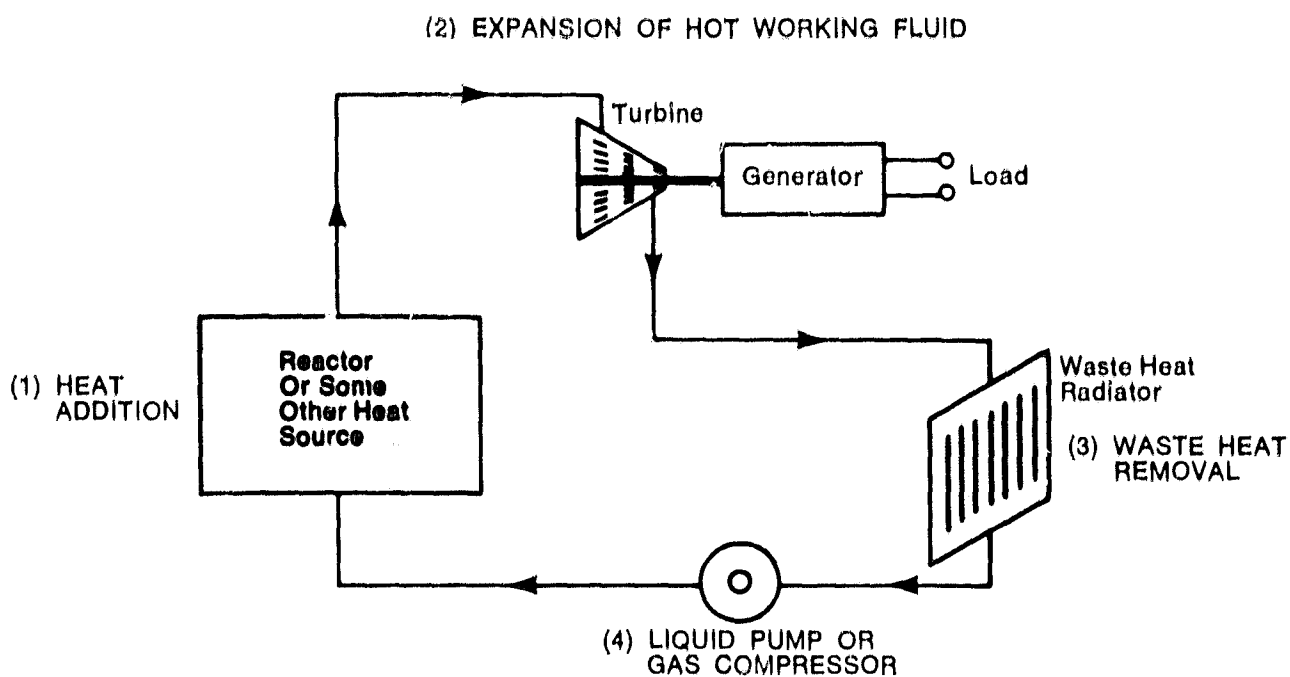 (2) EXPANSION OF HOT WORKING FLUID
Turbine
Generator
Load
Reactor
Or Some
Other Heat
Source
(1) HEAT
ADDITION
Waste Heat
Radiator
(3) WASTE HEAT
REMOVAL
(4) LIQUID PUMP OR
GAS COMPRESSOR